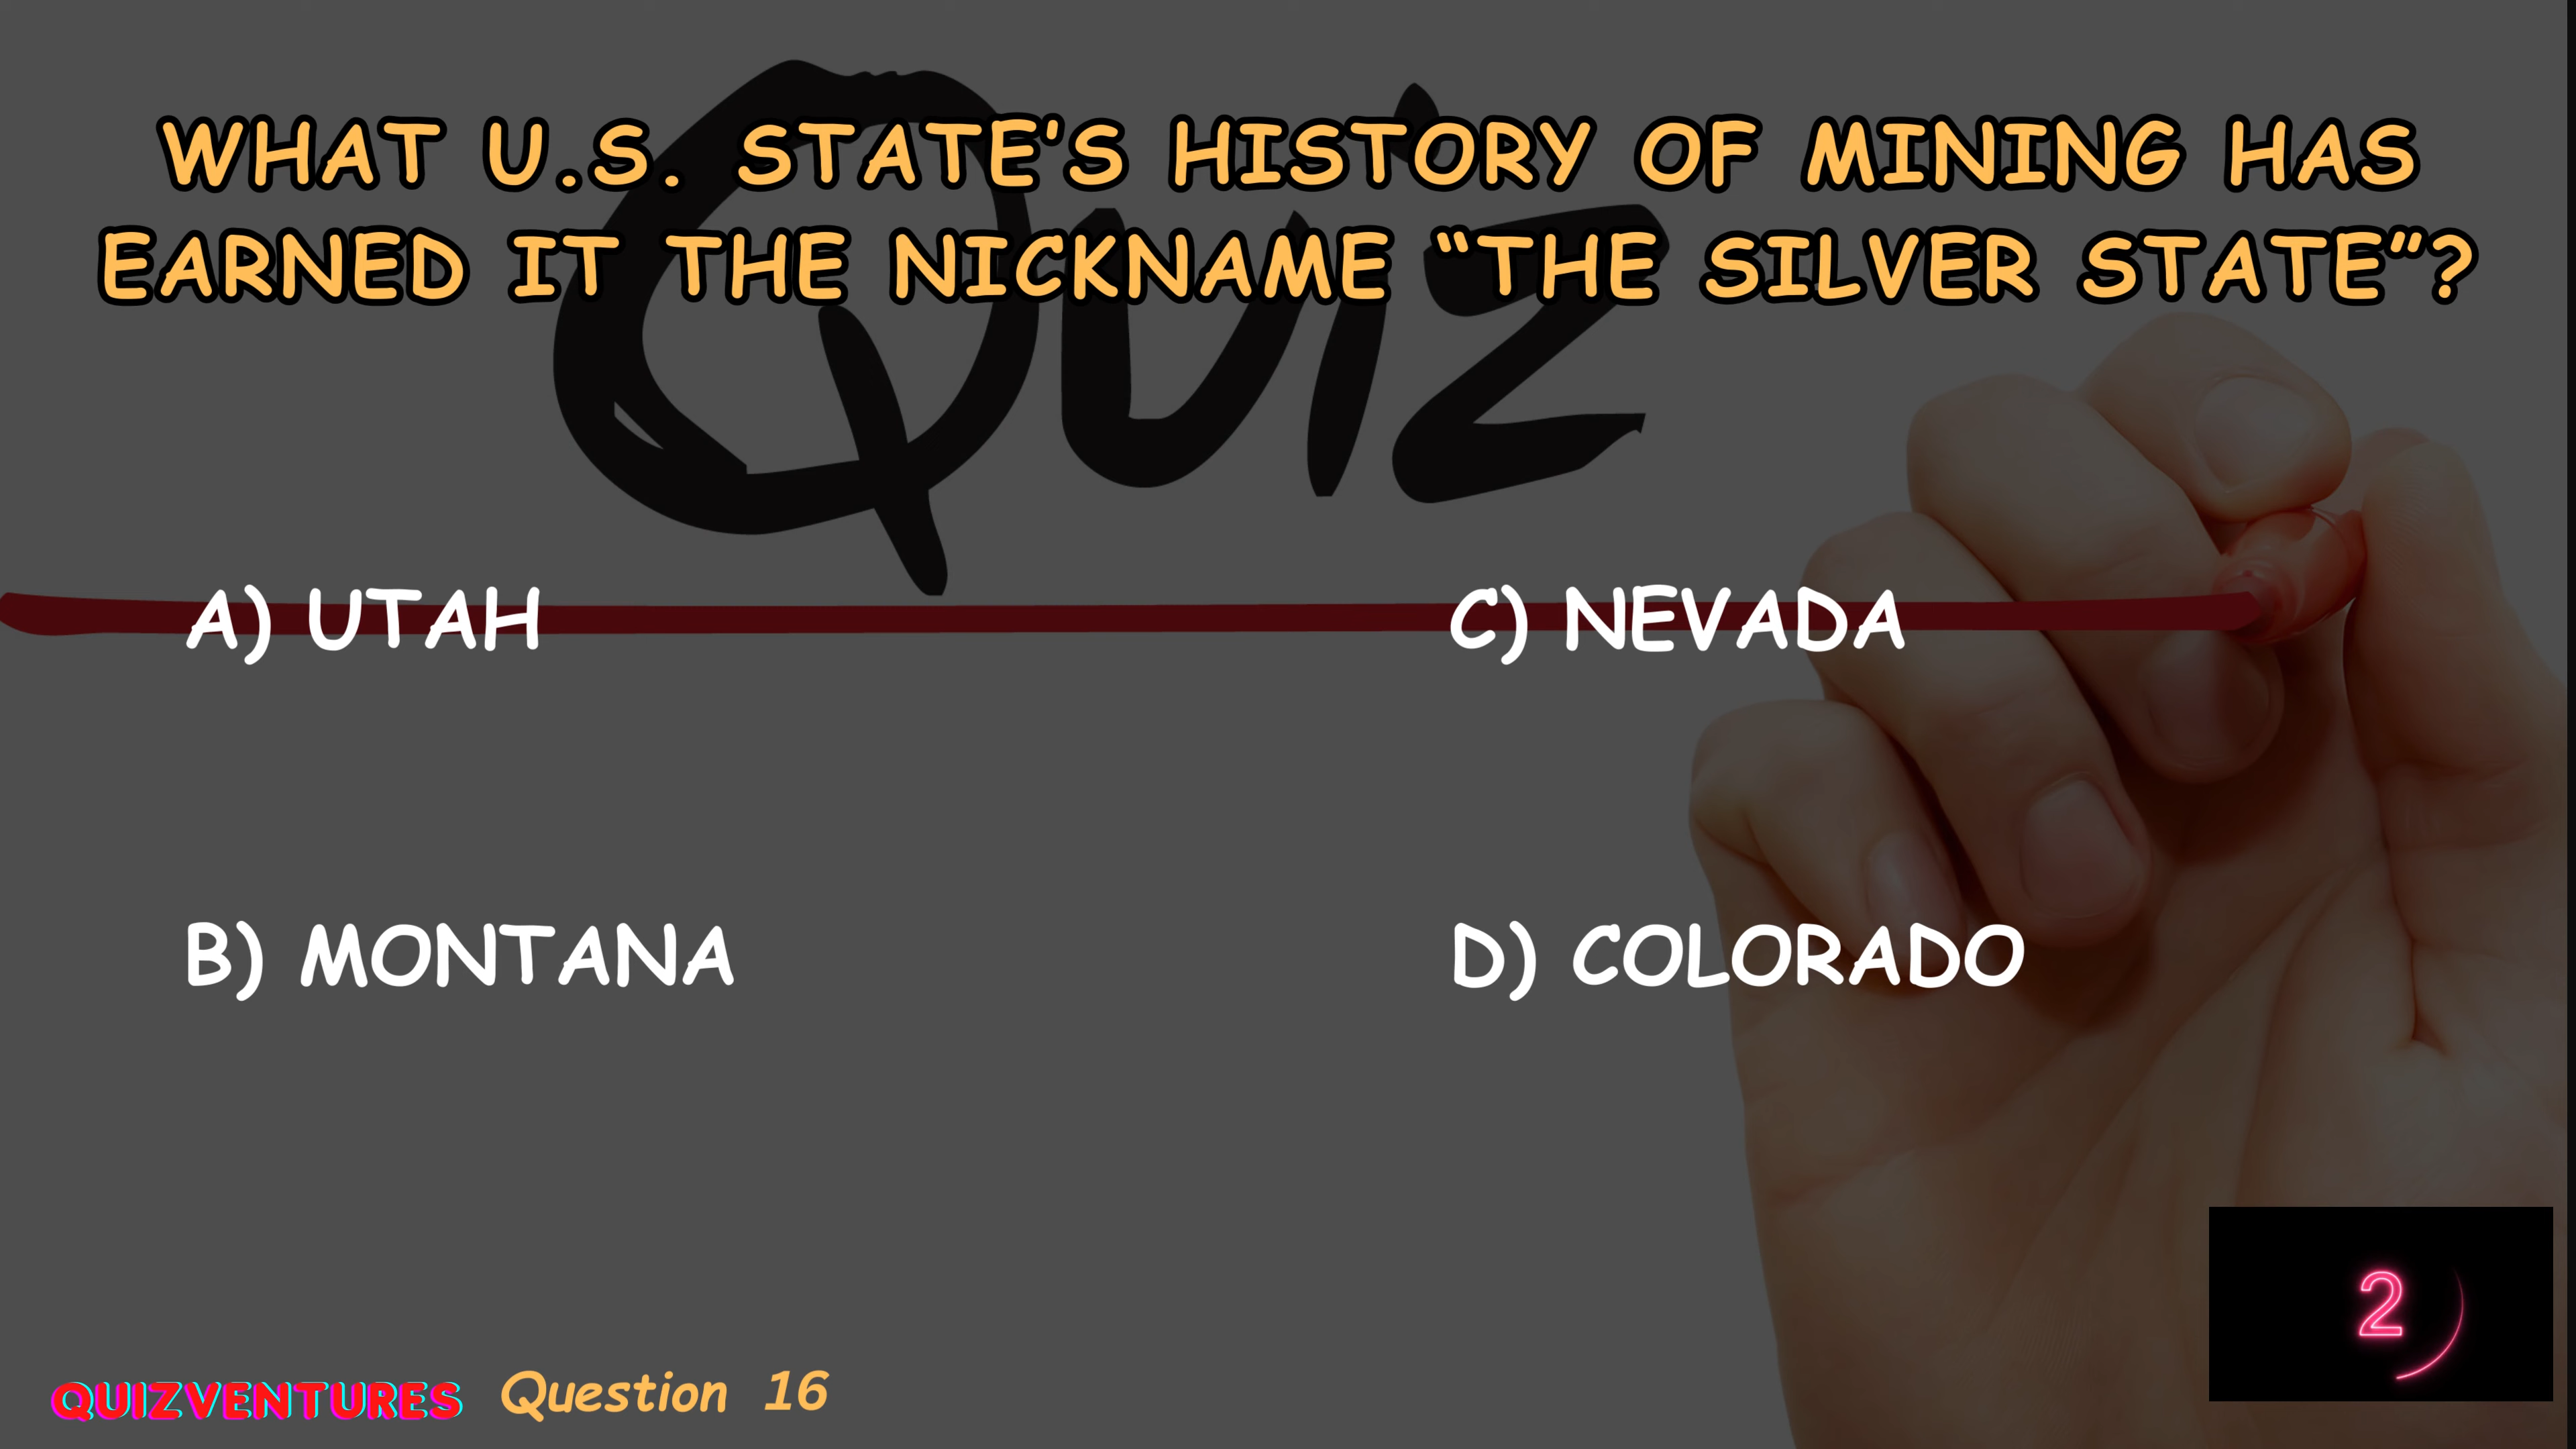 Quiz
WHAT U.S. STATE'S HISTORY OF MINING HAS
EARNED IT THE NICKNAME “THE SILVER STATE”?
A) UTAH
B) MONTANA
C) NEVADA
D) COLORADO
QUIZVENTURES Question 16
2